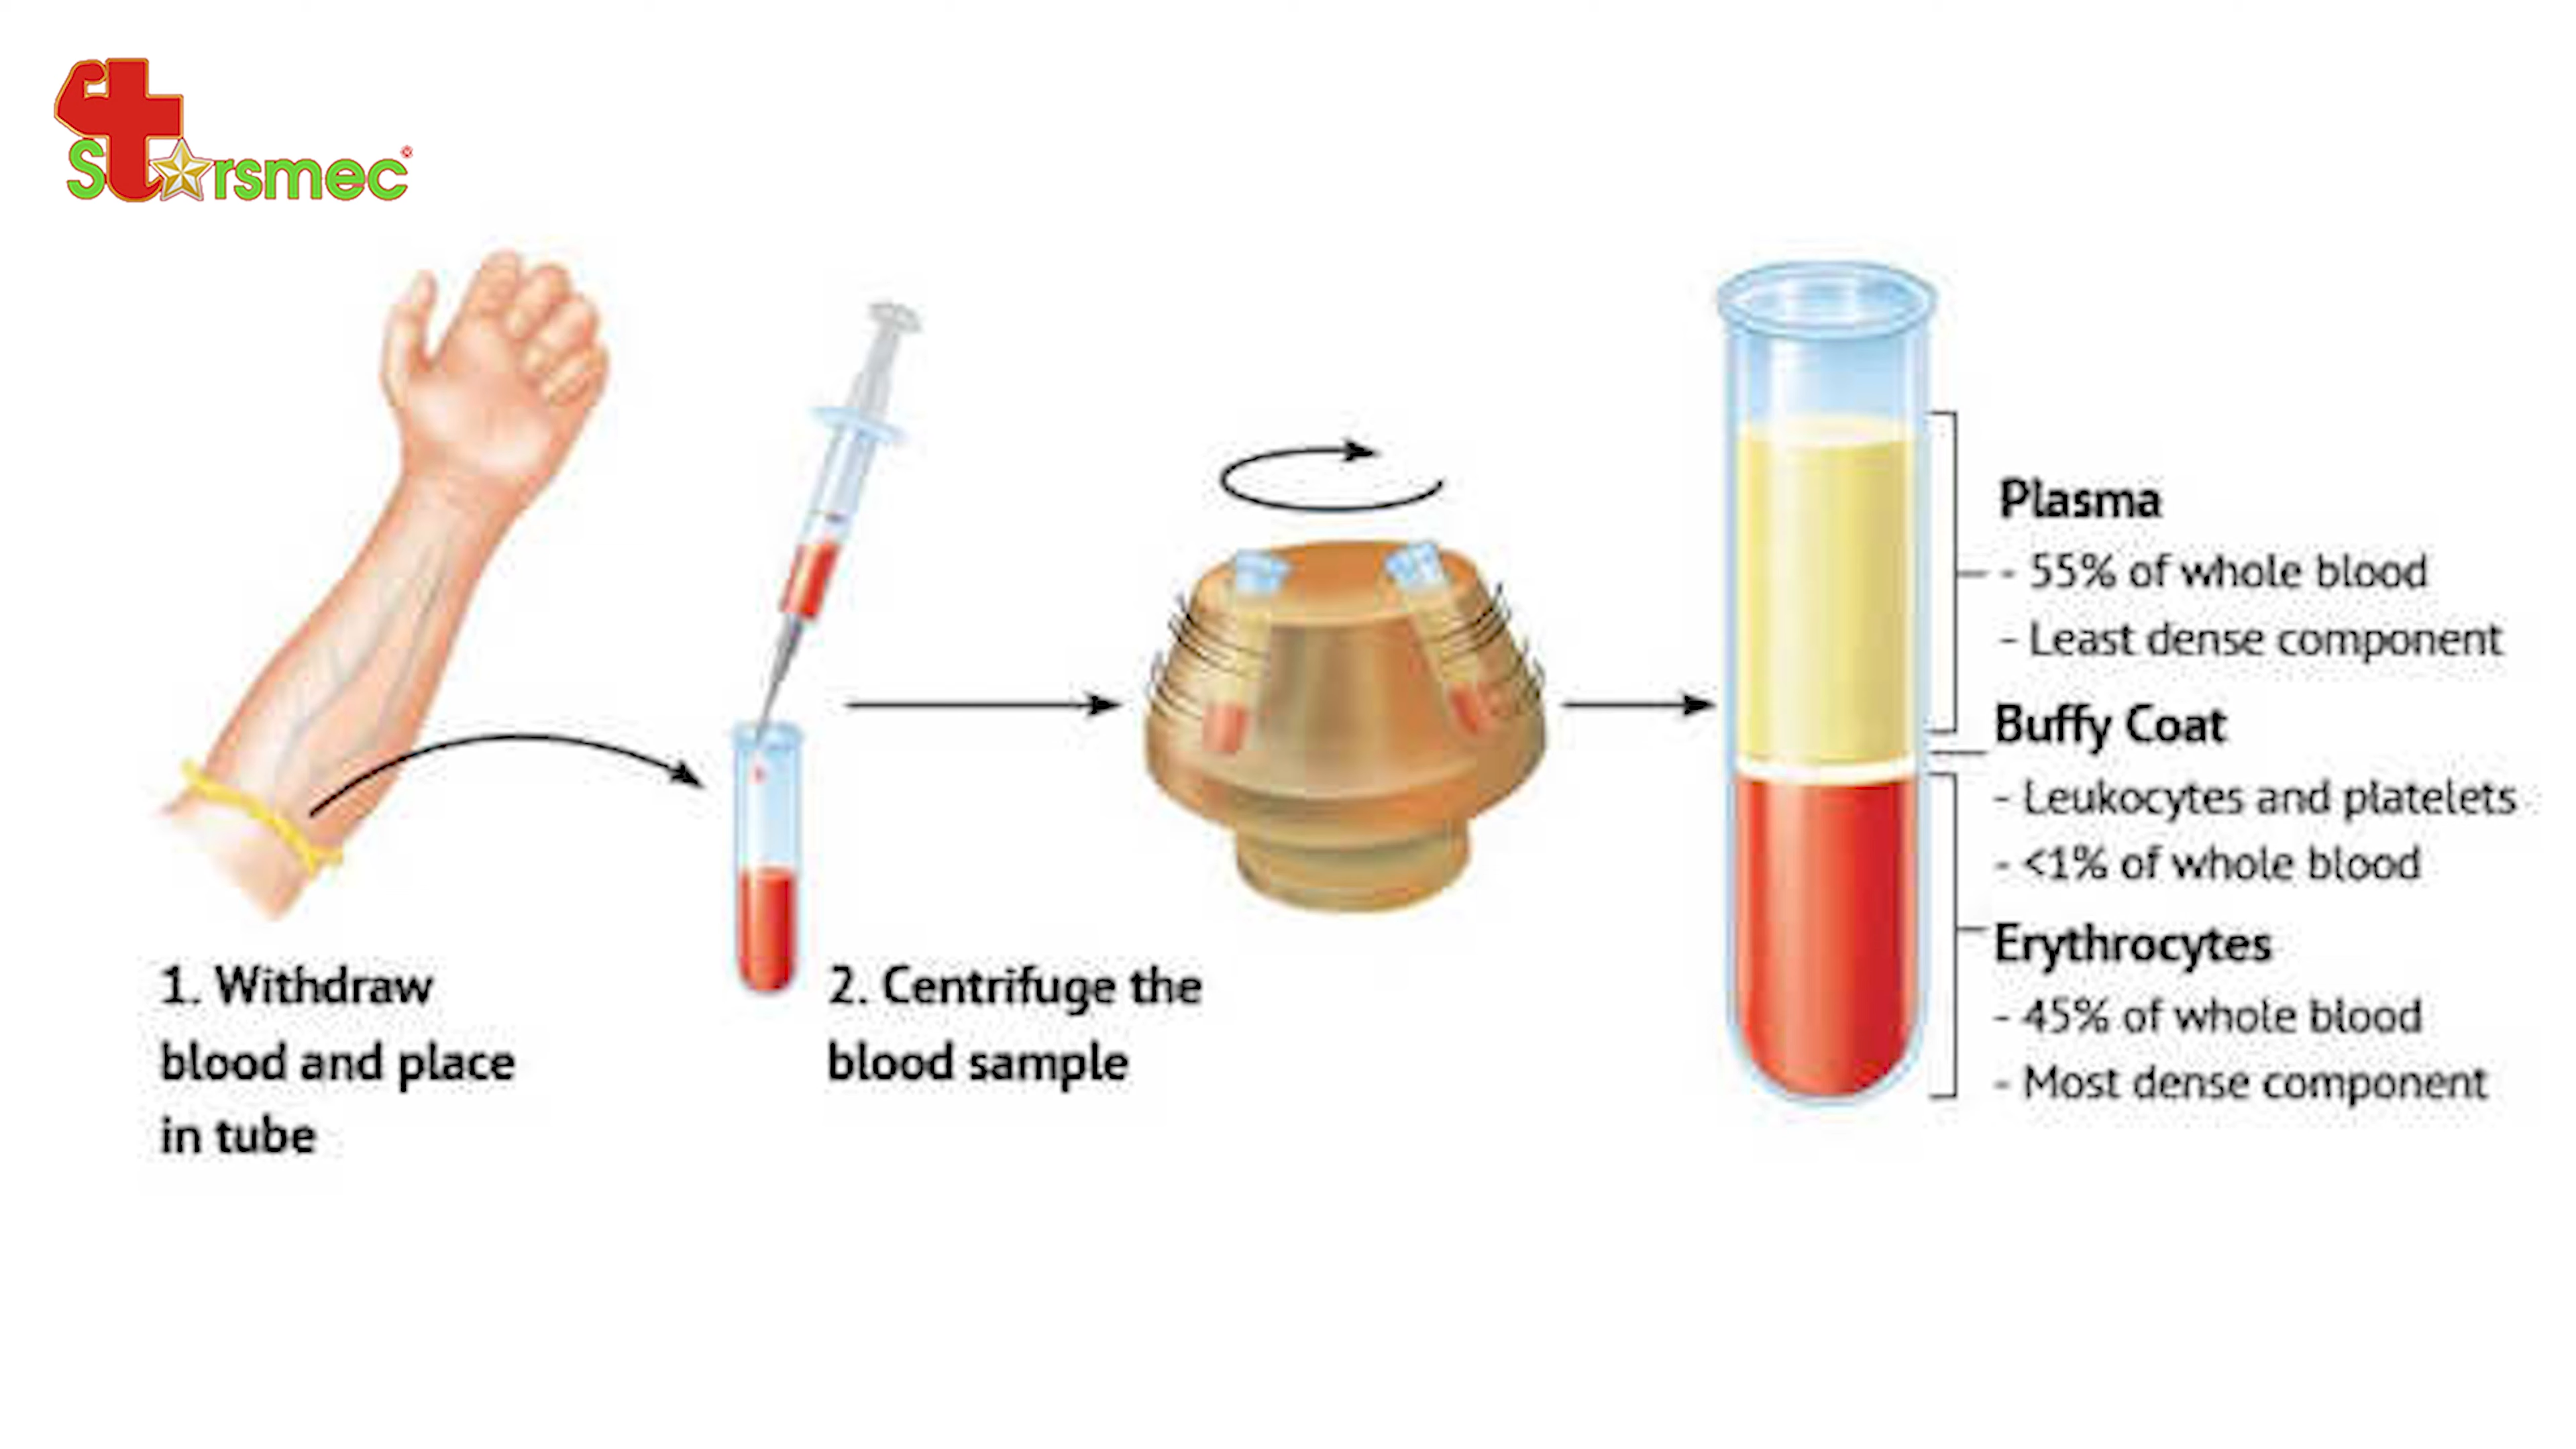 Starsmec®
1. Withdraw
blood and place
in tube
2. Centrifuge the
blood sample
Plasma
- 55% of whole blood
- Least dense component
Buffy Coat
- Leukocytes and platelets
- <1% of whole blood
Erythrocytes
- 45% of whole blood
- Most dense component